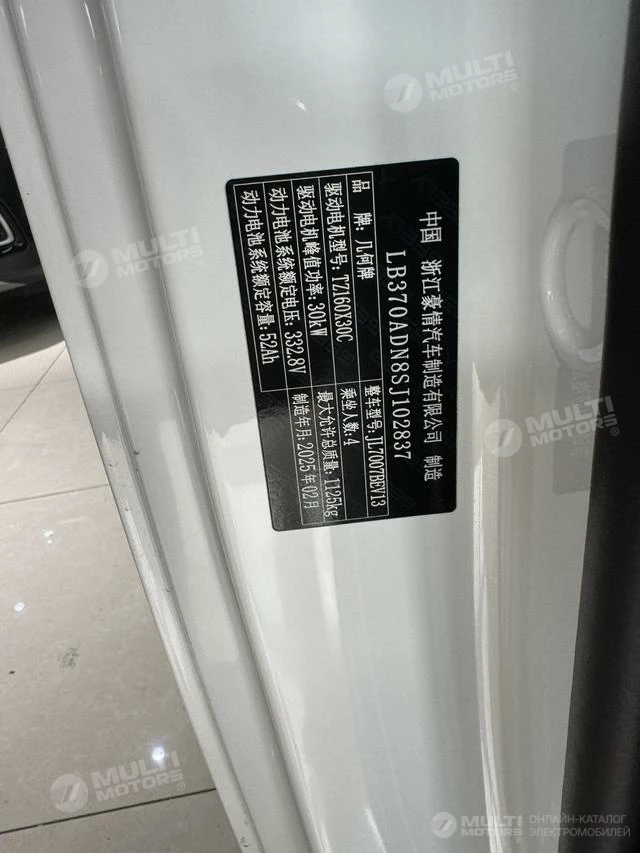 中国 浙江豪情汽车制造有限公司 制造
LB370ADN8SJ102837
品 牌: 几何牌 整车型号: JL7007BEV13
驱动电机型号: TZ160X30C 乘坐人数: 4
驱动电机峰值功率: 30kW 最大允许总质量: 1125kg
动力电池系统额定电压: 332.8V 制造年月: 2025年02月
动力电池系统额定容量: 52Ah
MULTI MOTORS
MULTI MOTORS
MULTI MOTORS
MULTI MOTORS
MULTI MOTORS ОНЛАЙН-КАТАЛОГ ЭЛЕКТРОМОБИЛЕЙ